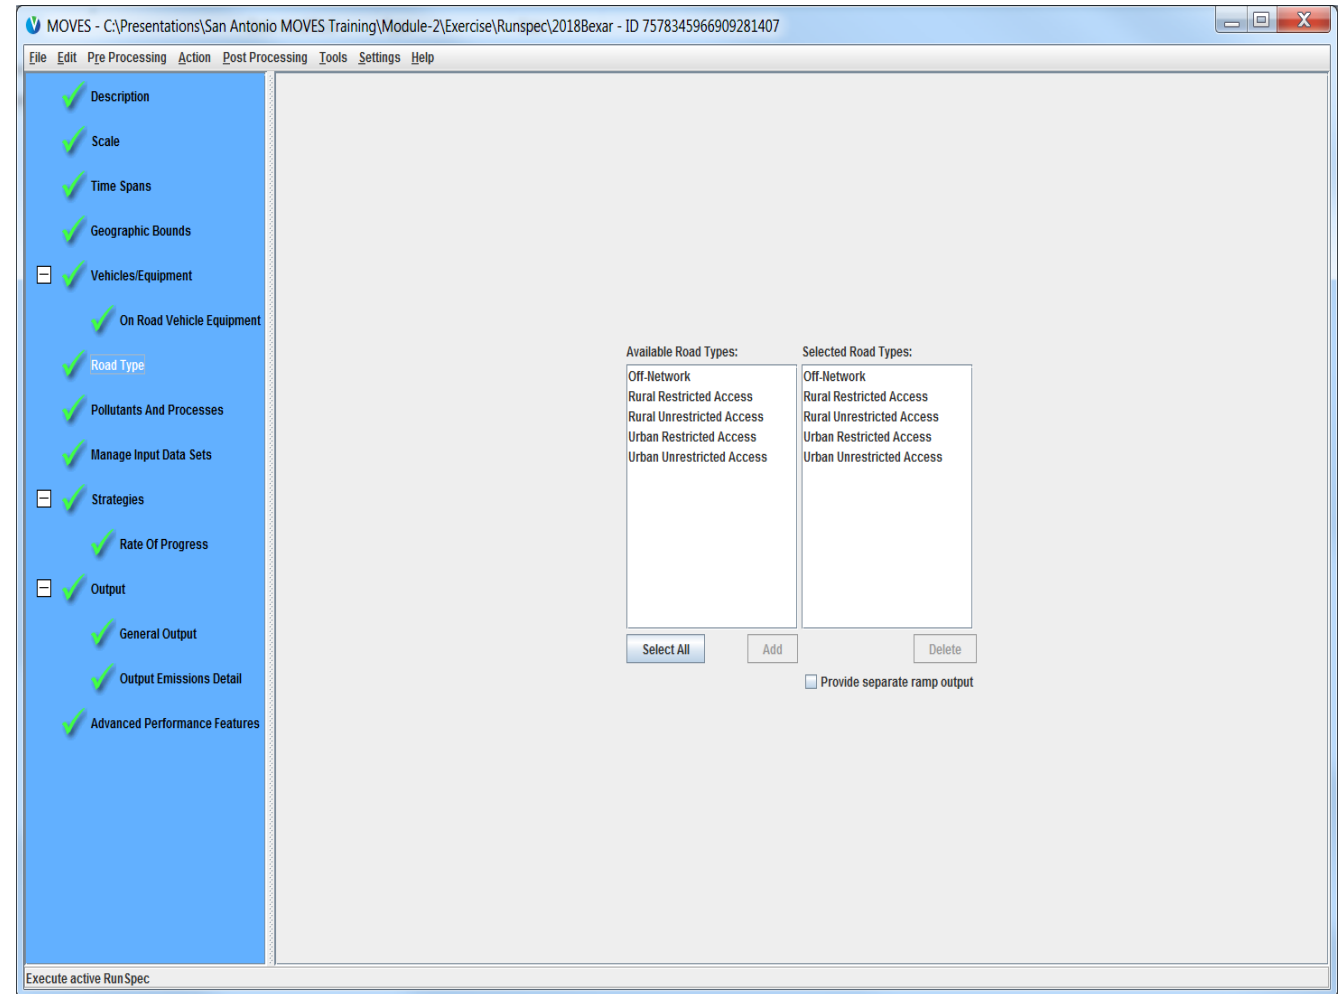 MOVES - C:\Presentations\San Antonio MOVES Training\Module-2\Exercise\Runspec\2018Bexar - ID 7578345966909281407
File Edit Pre Processing Action Post Processing Tools Settings Help
Description
Scale
Time Spans
Geographic Bounds
Vehicles/Equipment
On Road Vehicle Equipment
Road Type
Pollutants And Processes
Manage Input Data Sets
Strategies
Rate Of Progress
Output
General Output
Output Emissions Detail
Advanced Performance Features
Available Road Types:
Off-Network
Rural Restricted Access
Rural Unrestricted Access
Urban Restricted Access
Urban Unrestricted Access
Selected Road Types:
Off-Network
Rural Restricted Access
Rural Unrestricted Access
Urban Restricted Access
Urban Unrestricted Access
Select All Add Delete
Provide separate ramp output
Execute active RunSpec